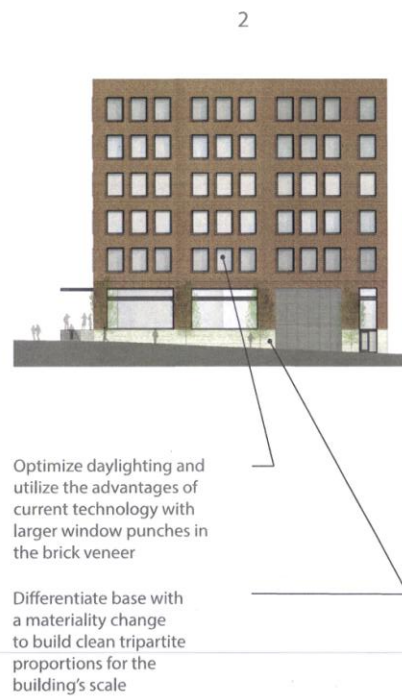 2
Optimize daylighting and
utilize the advantages of
current technology with
larger window punches in
the brick veneer
Differentiate base with
a materiality change
to build clean tripartite
proportions for the
building's scale